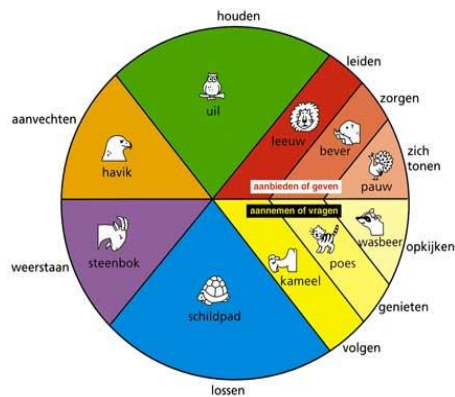 houden
leiden
uil
zorgen
aanvechten
leeuw
bever
zich
tonen
havik
pauw
aanbieden of geven
aannemen of vragen
wasbeer
opkijken
steenbok
poes
weerstaan
kameel
genieten
schildpad
volgen
lossen